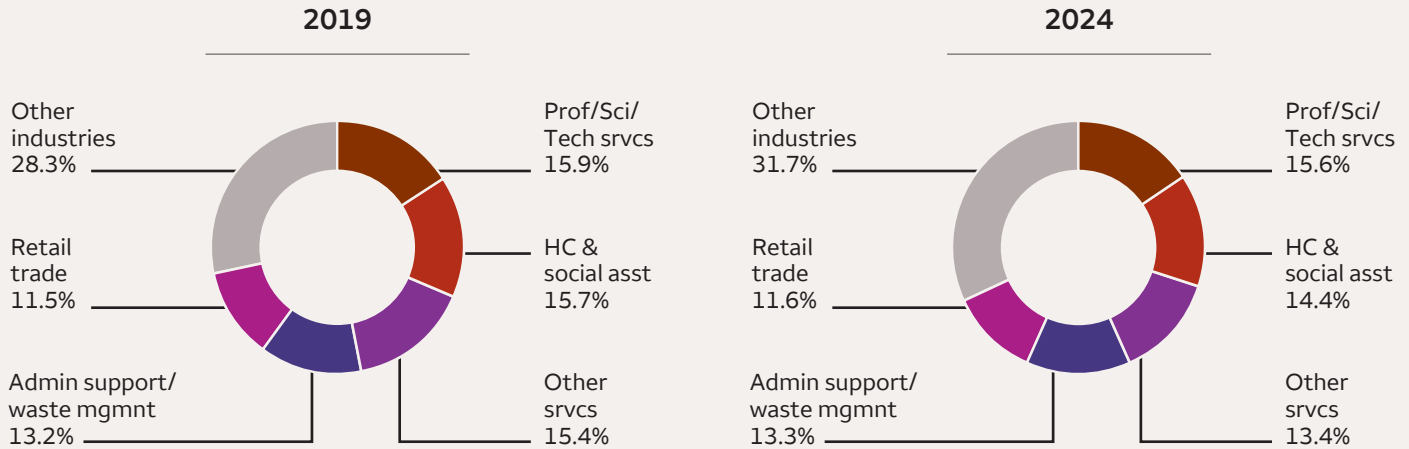 2019
Other
industries
28.3%
Prof/Sci/
Tech srvcs
15.9%
Retail
trade
11.5%
HC &
social asst
15.7%
Admin support/
waste mgmnt
13.2%
Other
srvcs
15.4%
2024
Other
industries
31.7%
Prof/Sci/
Tech srvcs
15.6%
Retail
trade
11.6%
HC &
social asst
14.4%
Admin support/
waste mgmnt
13.3%
Other
srvcs
13.4%